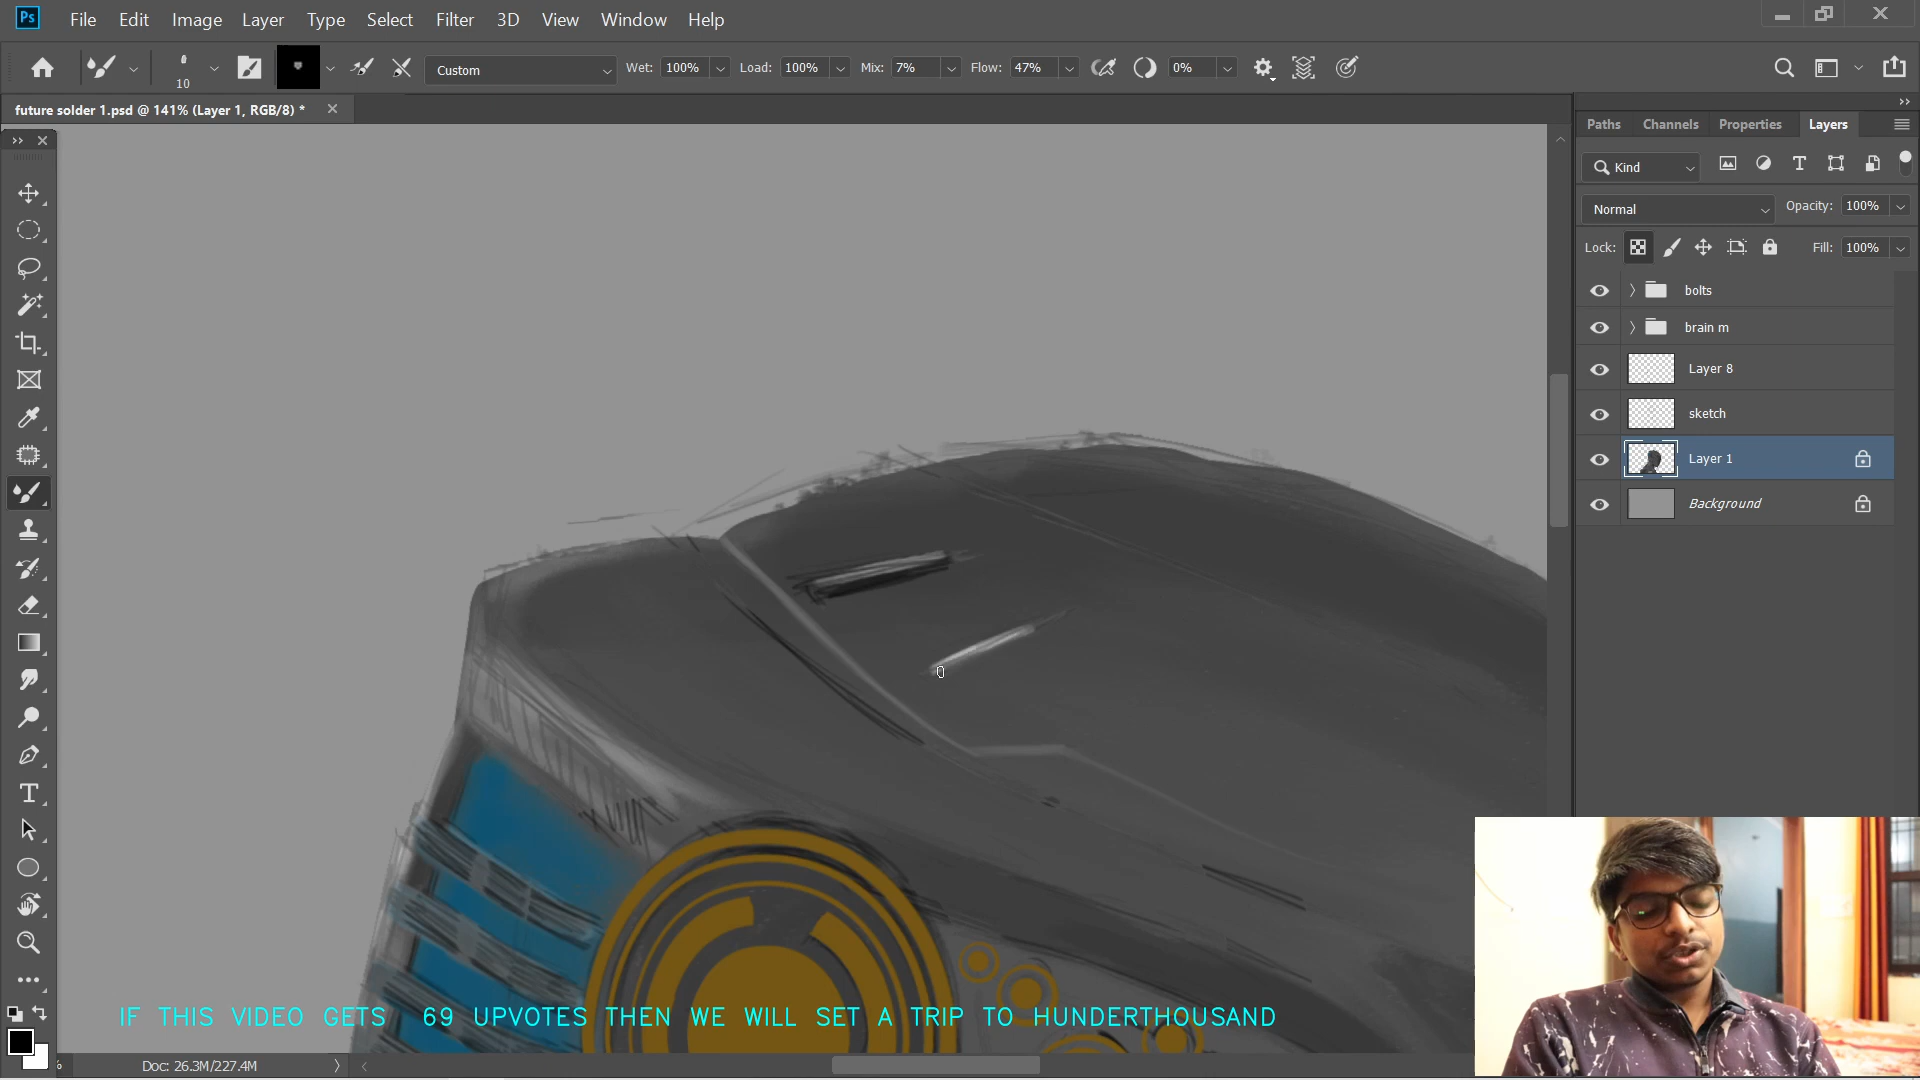 Ps File Edit Image Layer Type Select Filter 3D View Window Help
10
Custom
Wet: 100% Load: 100% Mix: 7% Flow: 47% 0%
future solder 1.psd @ 141% (Layer 1, RGB/8) *
Paths Channels Properties Layers
Kind
Normal
Opacity: 100%
Lock:
Fill: 100%
bolts
brain m
Layer 8
sketch
Layer 1
Background
IF THIS VIDEO GETS 69 UPVOTES THEN WE WILL SET A TRIP TO HUNDERTHOUSAND
%
Doc: 26.3M/227.4M